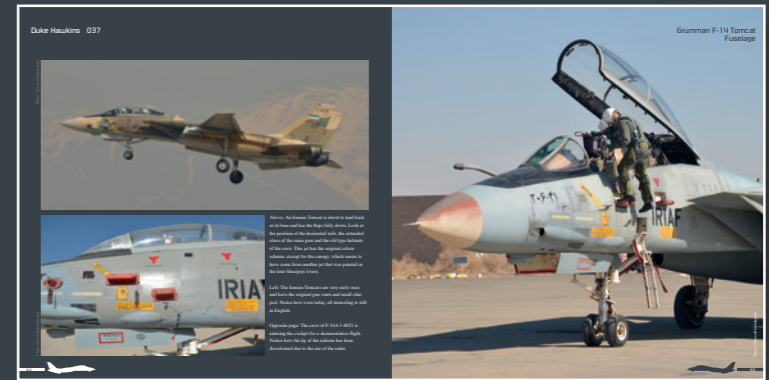 Duke Hawkins 037
Grumman F-14 Tomcat
Fuselage
Above: An Iranian Tomcat is about to land back
at its base and has the flaps fully down. Look at
the position of the horizontal tails, the extended
oleos of the main gear and the old type helmets
of the crew. This jet has the original colour
scheme, except for the canopy, which seems to
have come from another jet that was painted in
the later blue/grey livery.
Left: The Iranian Tomcats are very early ones
and have the original gun vents and small chin
pod. Notice how even today, all stenciling is still
in English.
Opposite page: The crew of F-14A 3-6021 is
entering the cockpit for a demonstration flight.
Notice how the tip of the radome has been
discoloured due to the use of the radar.
IRIAF
IRIAF